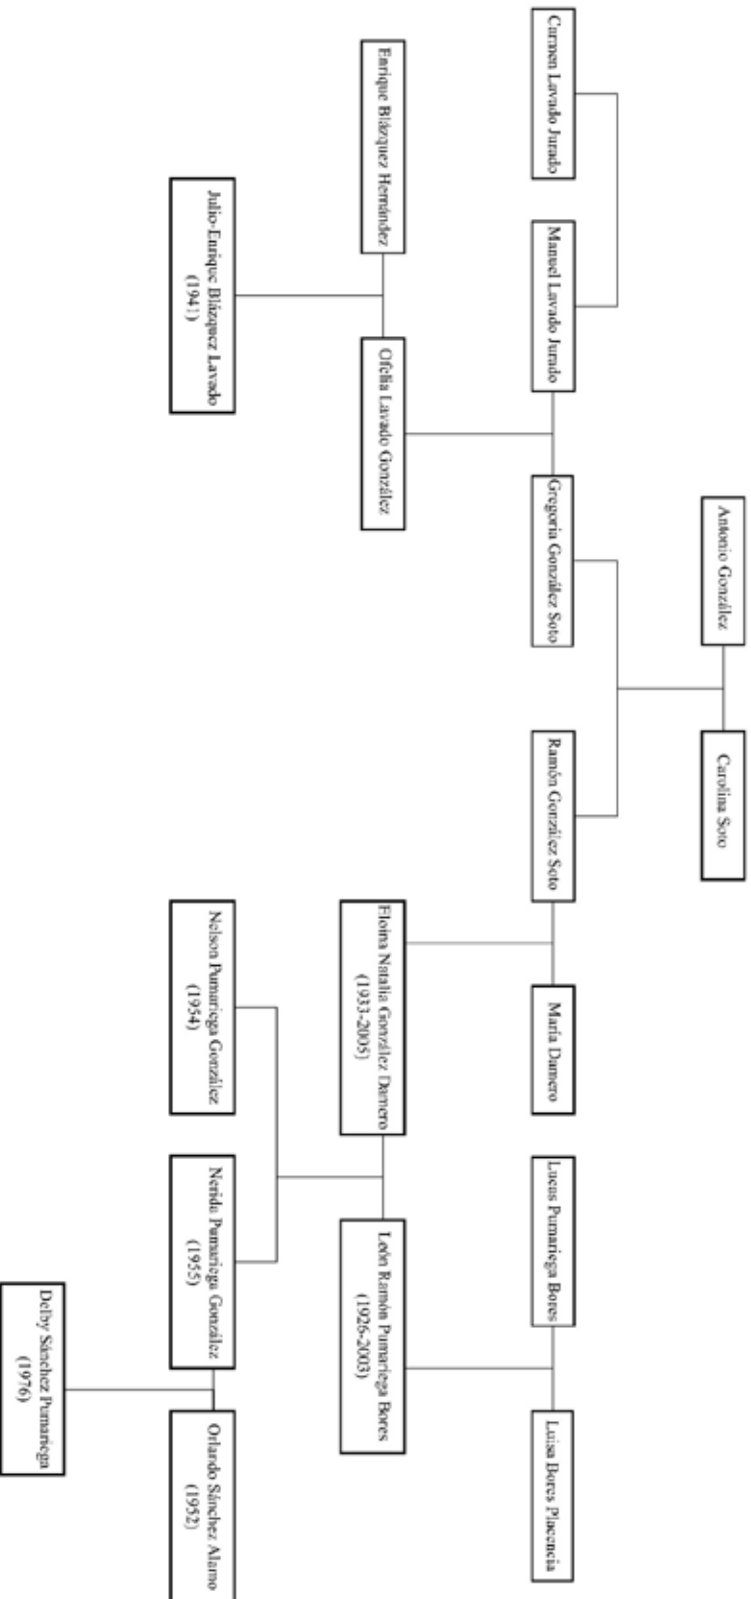 Antonio González
Carolina Soto
Carmen Lavado Jurado
Manuel Lavado Jurado
Gregoria González Soto
Ramón González Soto
María Damero
Lucas Pumariega Bores
Luisa Bores Placencia
Enrique Blázquez Hernández
Ofelia Lavado González
Eloina Natalia González Damero
(1933-2005)
León Ramón Pumariega Bores
(1926-2003)
Julio-Enrique Blázquez Lavado
(1941)
Nelson Pumariega González
(1954)
Nerida Pumariega González
(1955)
Orlando Sánchez Alamo
(1952)
Delby Sánchez Pumariega
(1976)